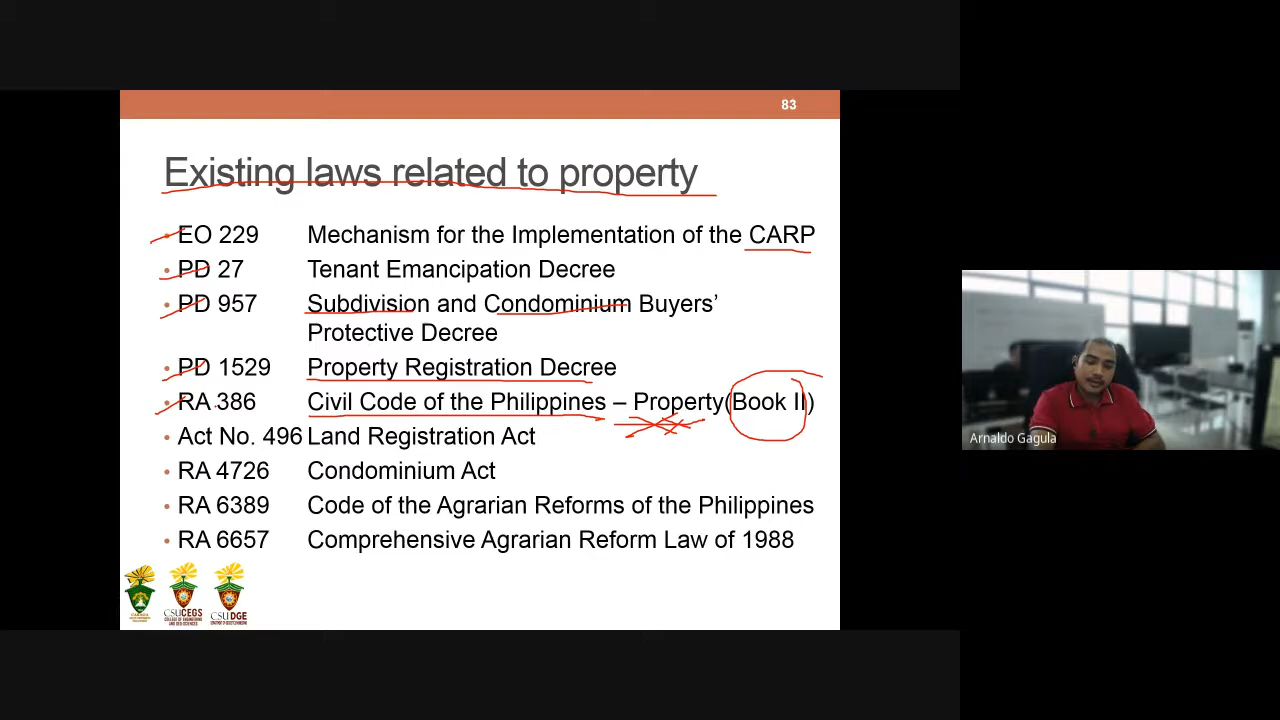 83
Existing laws related to property
• EO 229 Mechanism for the Implementation of the CARP
• PD 27 Tenant Emancipation Decree
• PD 957 Subdivision and Condominium Buyers’
Protective Decree
• PD 1529 Property Registration Decree
• RA 386 Civil Code of the Philippines – Property(Book II)
• Act No. 496 Land Registration Act
• RA 4726 Condominium Act
• RA 6389 Code of the Agrarian Reforms of the Philippines
• RA 6657 Comprehensive Agrarian Reform Law of 1988
CSUCEGS
CSUDGE
Arnaldo Gagula